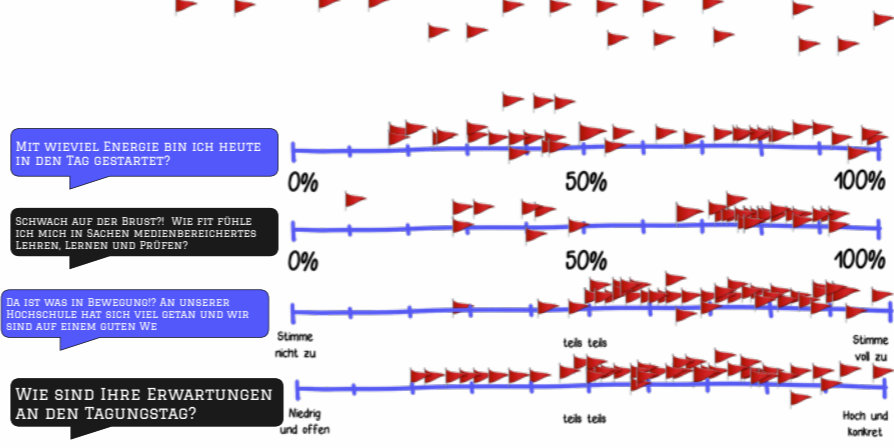 Mit wieviel Energie bin ich heute
in den Tag gestartet?
0%
50%
100%
Schwach auf der Brust?! Wie fit fühle
ich mich in Sachen medienbereichertes
Lehren, Lernen und Prüfen?
0%
50%
100%
Da ist was in Bewegung!? An unserer
Hochschule hat sich viel getan und wir
sind auf einem guten We
Stimme
nicht zu
teils teils
Stimme
voll zu
Wie sind Ihre Erwartungen
an den Tagungstag?
Niedrig
und offen
teils teils
Hoch und
konkret